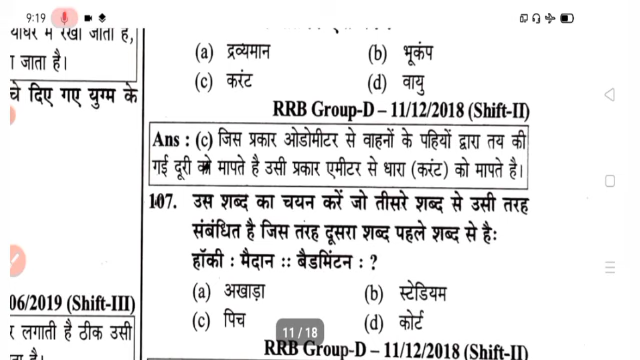 9:19
याघर में रखा जाता है,
ा जाता है।
चे दिए गए युग्म के
06/2019 (Shift-III)
र लगाती है ठीक उसी
(a) द्रव्यमान (b) भूकंप
(c) करंट (d) वायु
RRB Group-D – 11/12/2018 (Shift-II)
Ans : (c) जिस प्रकार ओडोमीटर से वाहनों के पहियों द्वारा तय की
गई दूरी को मापते है उसी प्रकार एमीटर से धारा (करंट) को मापते है।
107. उस शब्द का चयन करें जो तीसरे शब्द से उसी तरह
संबंधित है जिस तरह दूसरा शब्द पहले शब्द से है:
हॉकी : मैदान :: बैडमिंटन : ?
(a) अखाड़ा (b) स्टेडियम
(c) पिच (d) कोर्ट
11 / 18
RRB Group-D – 11/12/2018 (Shift-II)